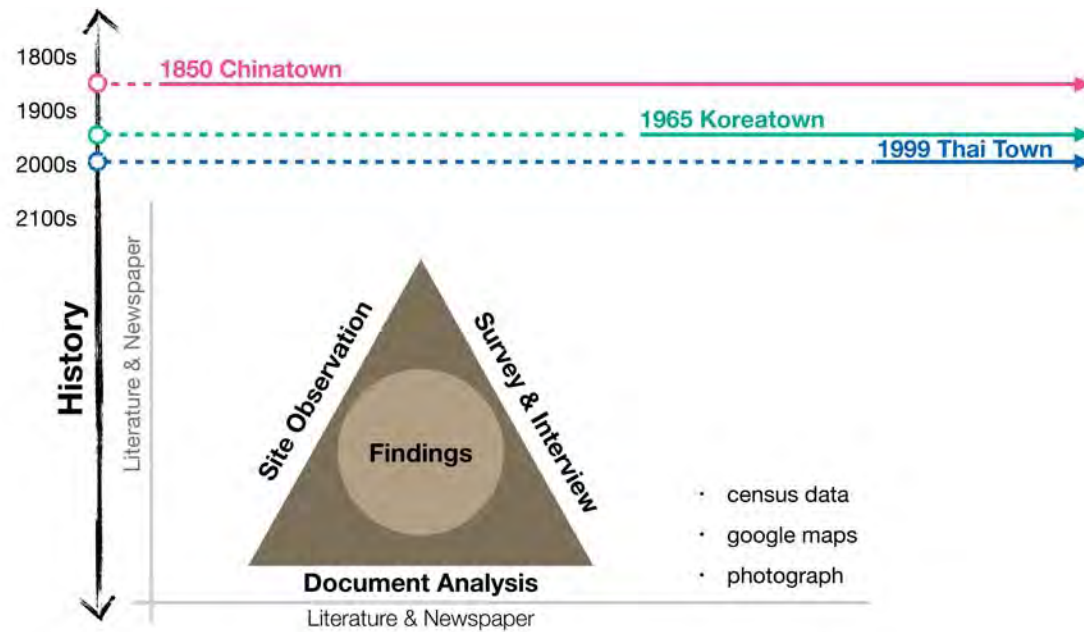 1800s
1850 Chinatown
1900s
1965 Koreatown
1999 Thai Town
2000s
2100s
History
Literature & Newspaper
Site Observation
Survey & Interview
Findings
Document Analysis
Literature & Newspaper
· census data
· google maps
· photograph